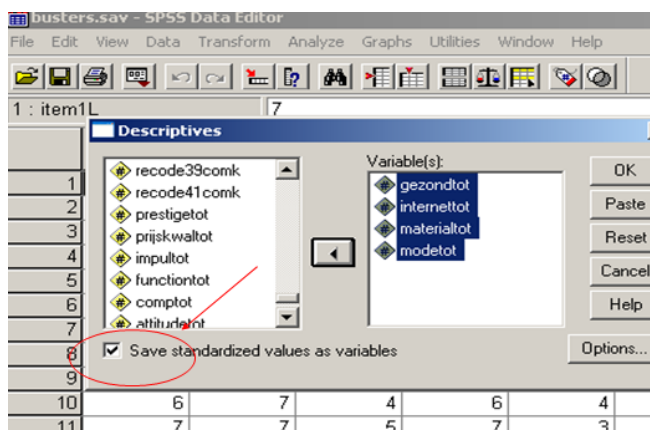 busters.sav - SPSS Data Editor
File Edit View Data Transform Analyze Graphs Utilities Window Help
1 : item1L 7
Descriptives
recode39comk
recode41comk
prestigetot
prijskwaltot
impultot
functiontot
comptot
attitudetot
Variable(s):
gezondtot
internettot
materialtot
modetot
OK
Paste
Reset
Cancel
Help
Save standardized values as variables
Options...
1
2
3
4
5
6
7
8
9
10 6 7 4 6 4
11 7 7 5 7 3